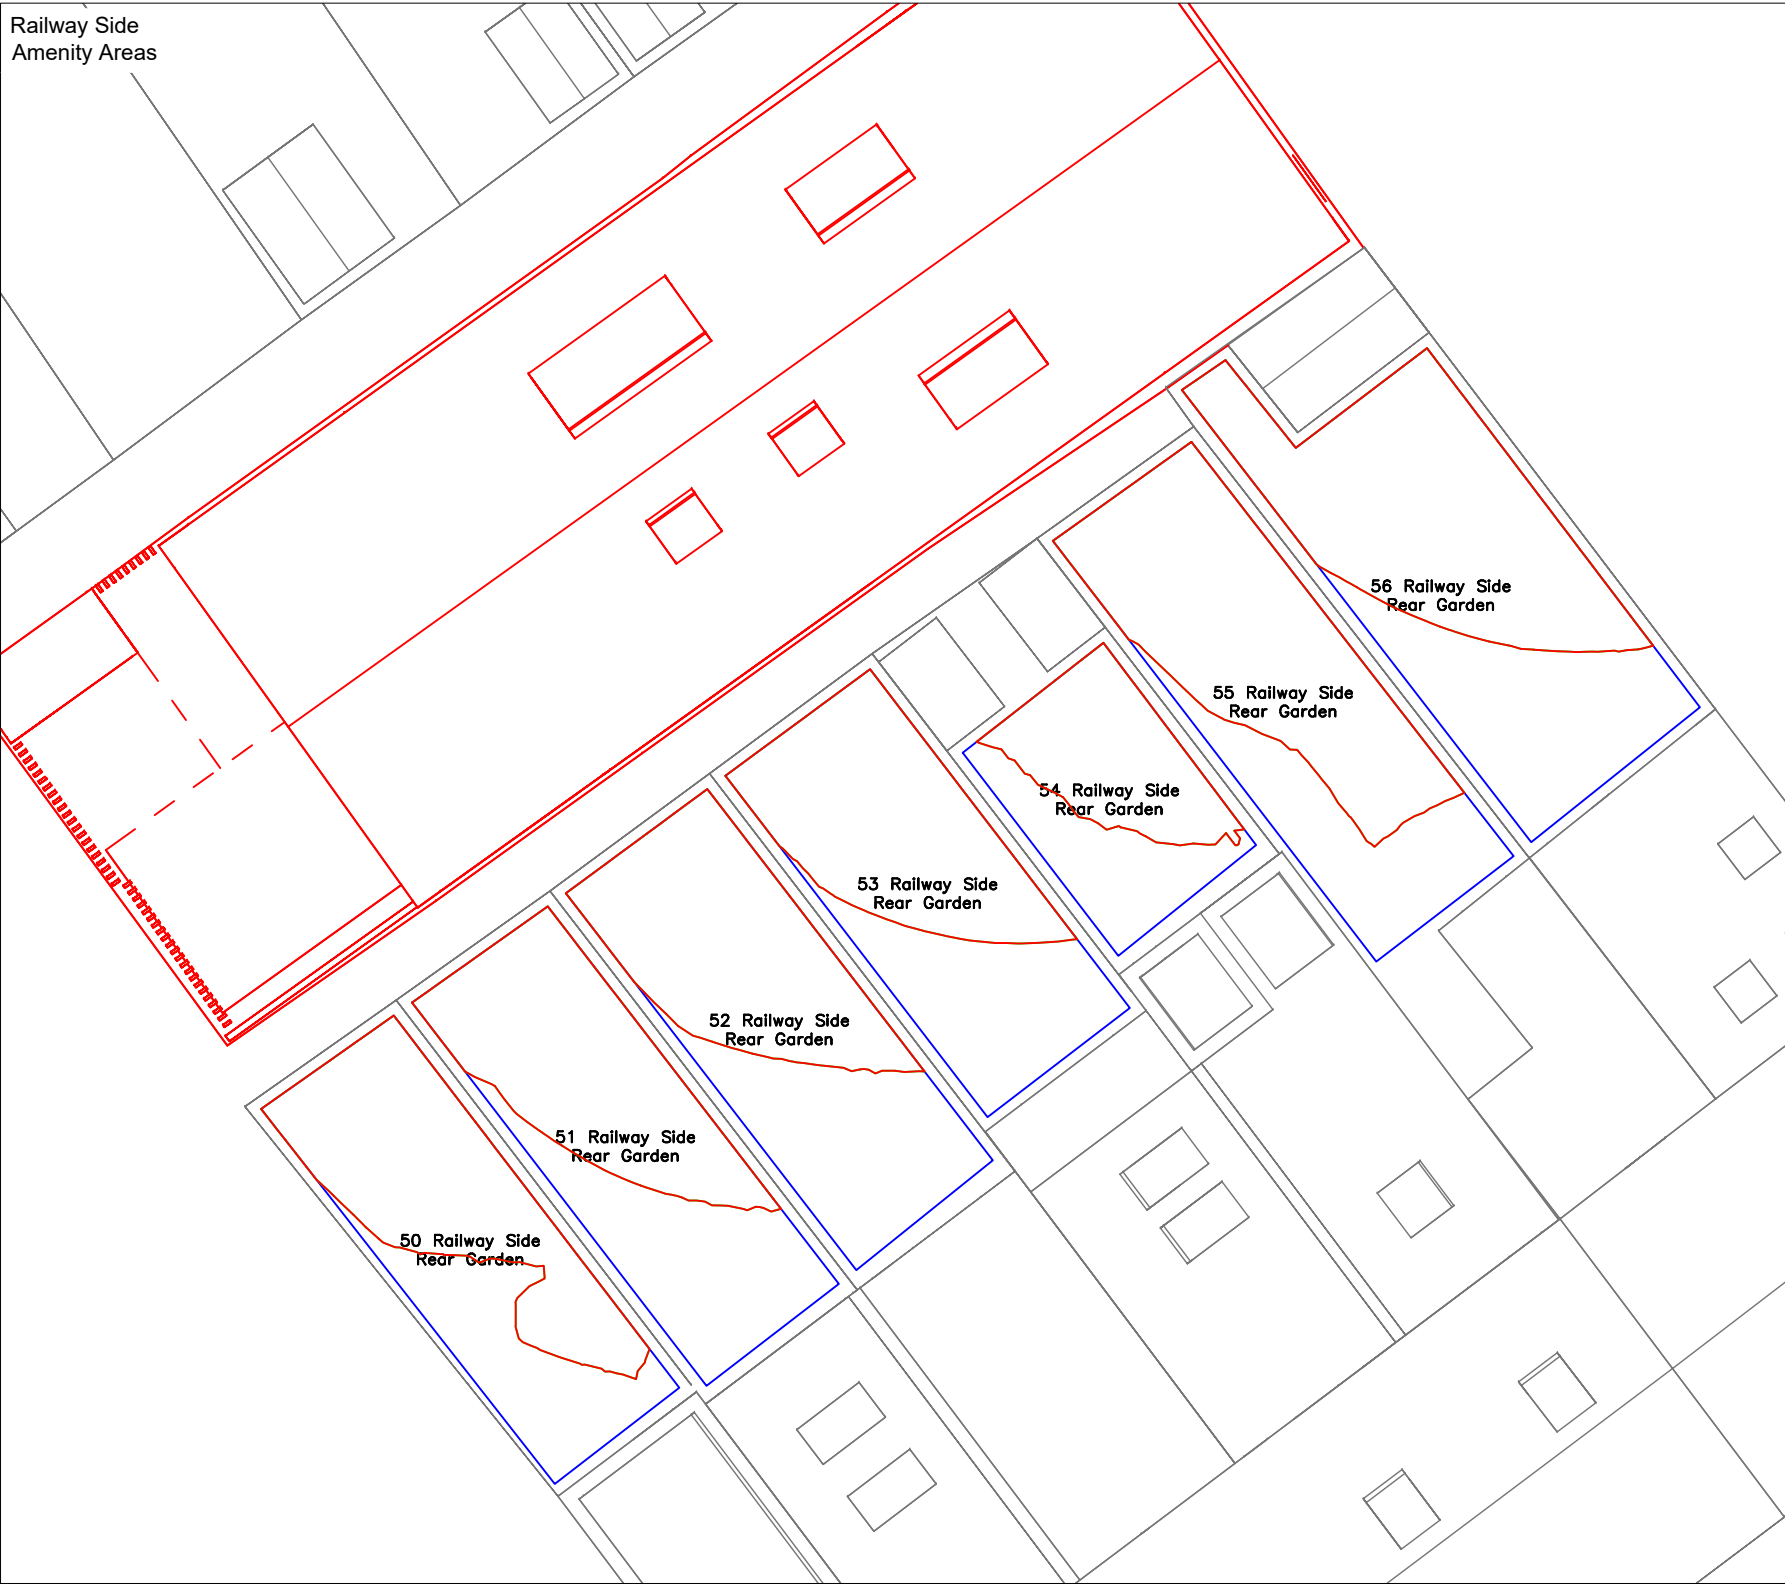 Railway Side
Amenity Areas
56 Railway Side
Rear Garden
55 Railway Side
Rear Garden
54 Railway Side
Rear Garden
53 Railway Side
Rear Garden
52 Railway Side
Rear Garden
51 Railway Side
Rear Garden
50 Railway Side
Rear Garden